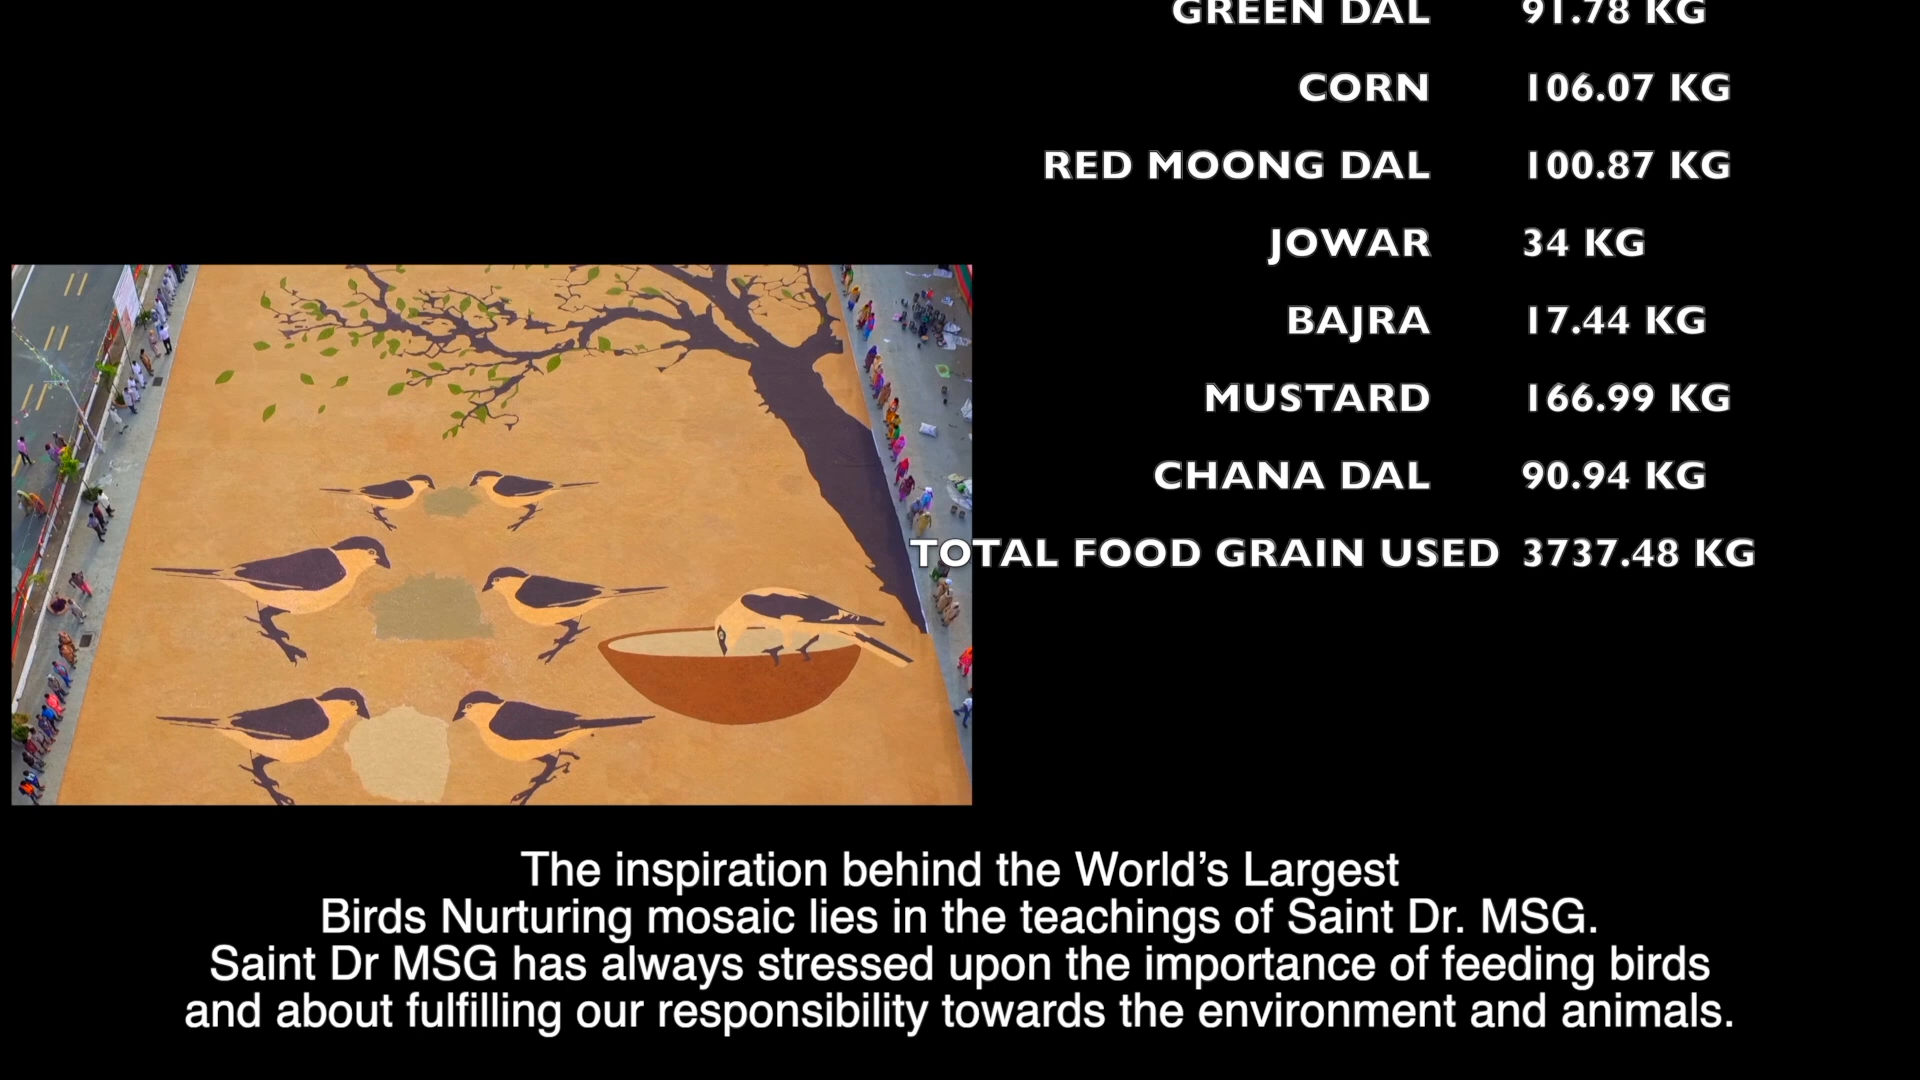 GREEN DAL 91.78 KG
CORN 106.07 KG
RED MOONG DAL 100.87 KG
JOWAR 34 KG
BAJRA 17.44 KG
MUSTARD 166.99 KG
CHANA DAL 90.94 KG
TOTAL FOOD GRAIN USED 3737.48 KG
The inspiration behind the World's Largest
Birds Nurturing mosaic lies in the teachings of Saint Dr. MSG.
Saint Dr MSG has always stressed upon the importance of feeding birds
and about fulfilling our responsibility towards the environment and animals.